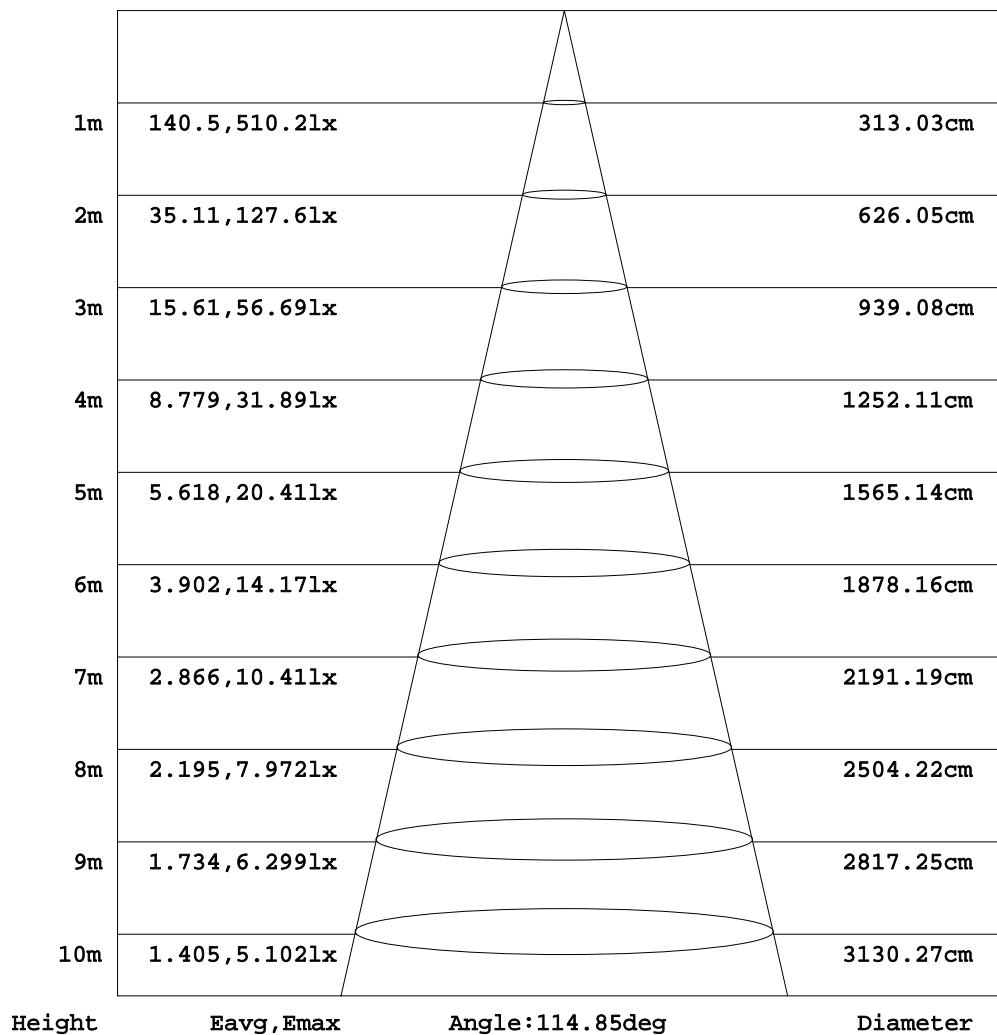 1m 140.5,510.2lx 313.03cm
2m 35.11,127.6lx 626.05cm
3m 15.61,56.69lx 939.08cm
4m 8.779,31.89lx 1252.11cm
5m 5.618,20.41lx 1565.14cm
6m 3.902,14.17lx 1878.16cm
7m 2.866,10.41lx 2191.19cm
8m 2.195,7.972lx 2504.22cm
9m 1.734,6.299lx 2817.25cm
10m 1.405,5.102lx 3130.27cm
Height Eavg,Emax Angle:114.85deg Diameter